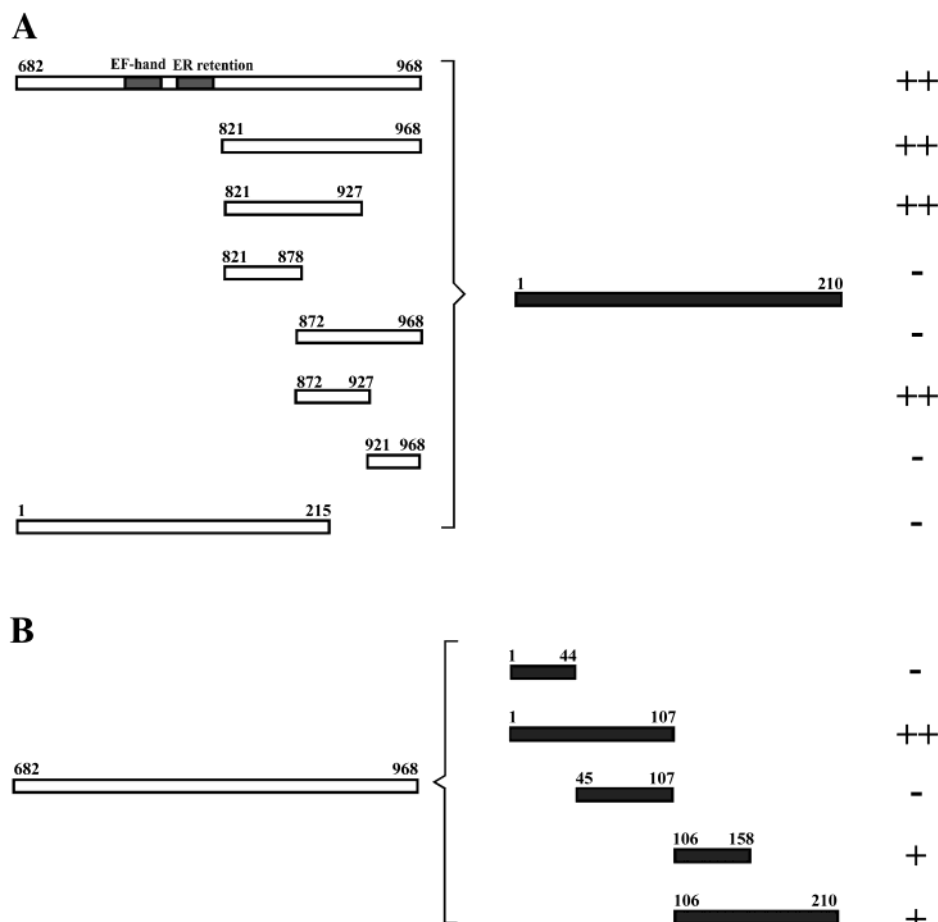 A
EF-hand ER retention
682 968 ++
821 968 ++
821 927 ++
821 878 -
1 210
872 968 -
872 927 ++
921 968 -
1 215 -
B
1 44 -
1 107 ++
682 968
45 107 -
106 158 +
106 210 +